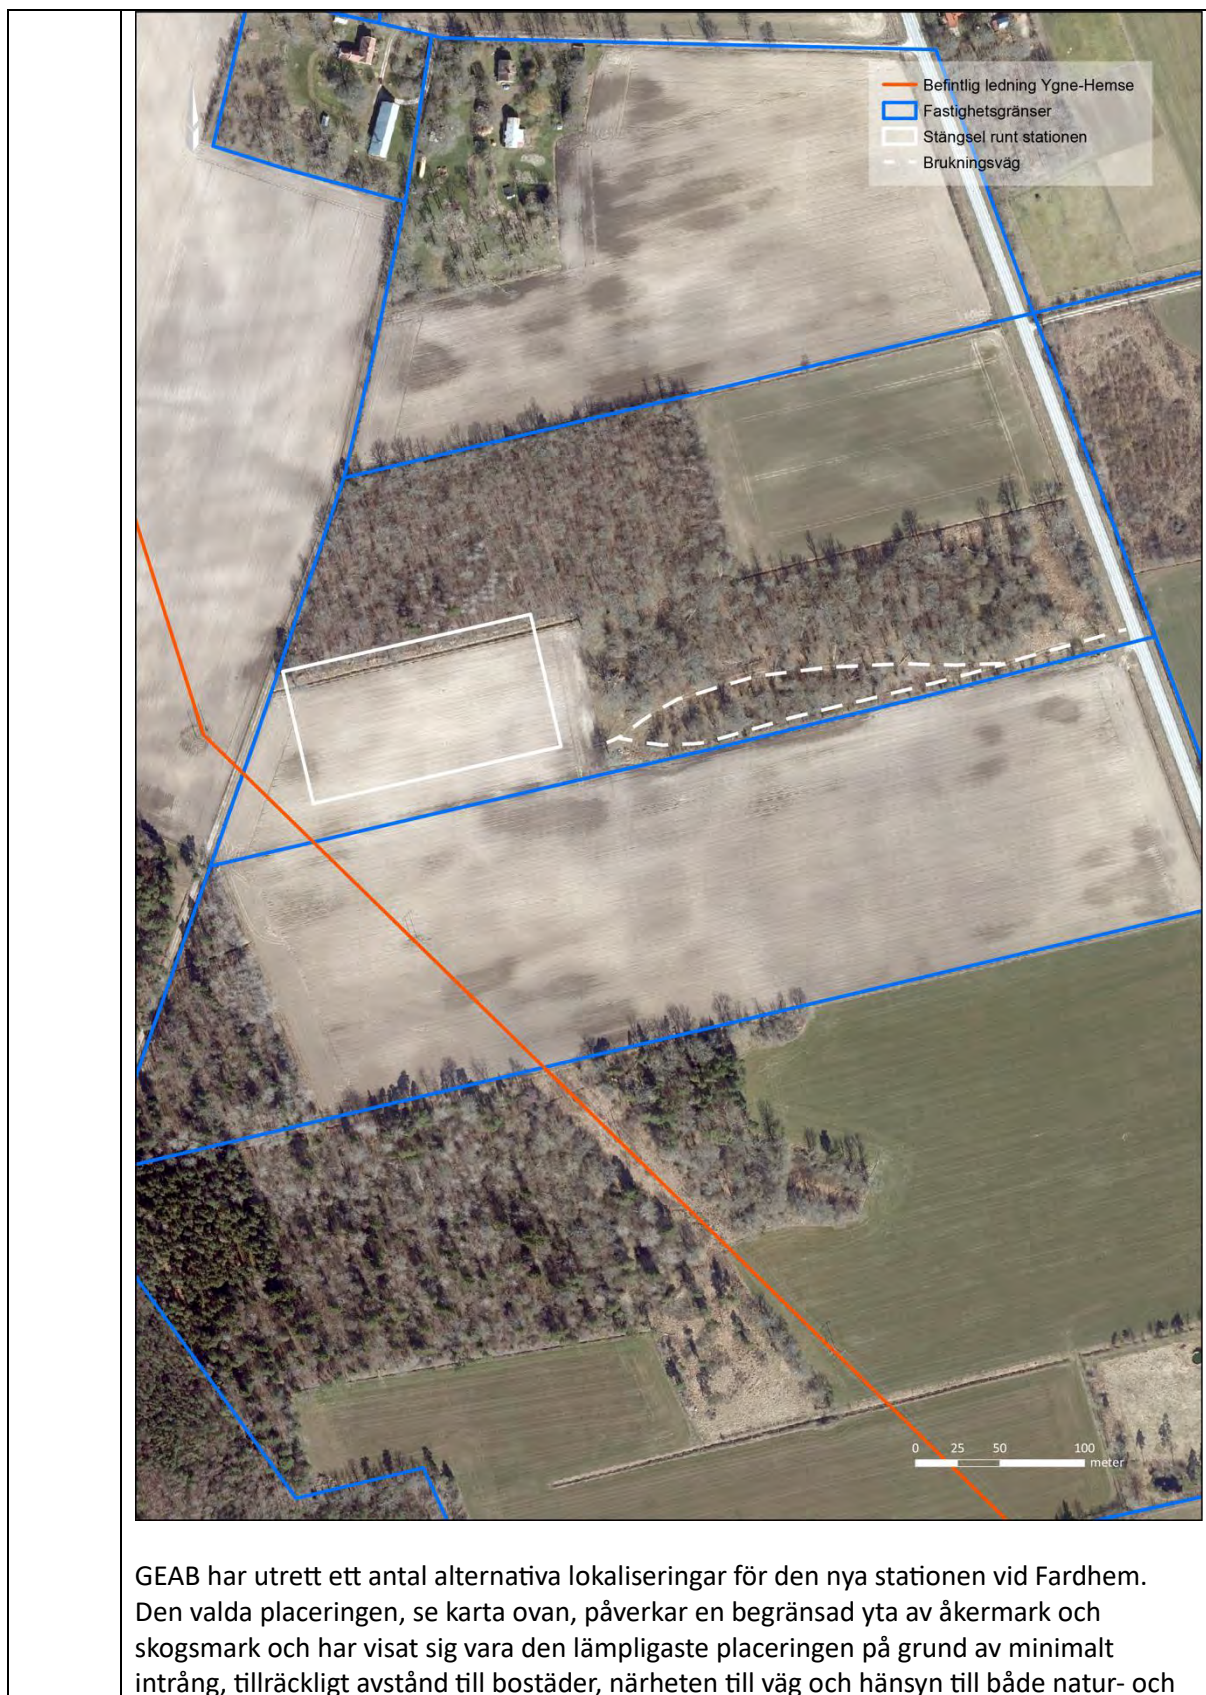 Befintlig ledning Ygne-Hemse
Fastighetsgränser
Stängsel runt stationen
Brukningsväg
0 25 50 100
meter
GEAB har utrett ett antal alternativa lokaliseringar för den nya stationen vid Fardhem.
Den valda placeringen, se karta ovan, påverkar en begränsad yta av åkermark och
skogsmark och har visat sig vara den lämpligaste placeringen på grund av minimalt
intrång, tillräckligt avstånd till bostäder, närheten till väg och hänsyn till både natur- och